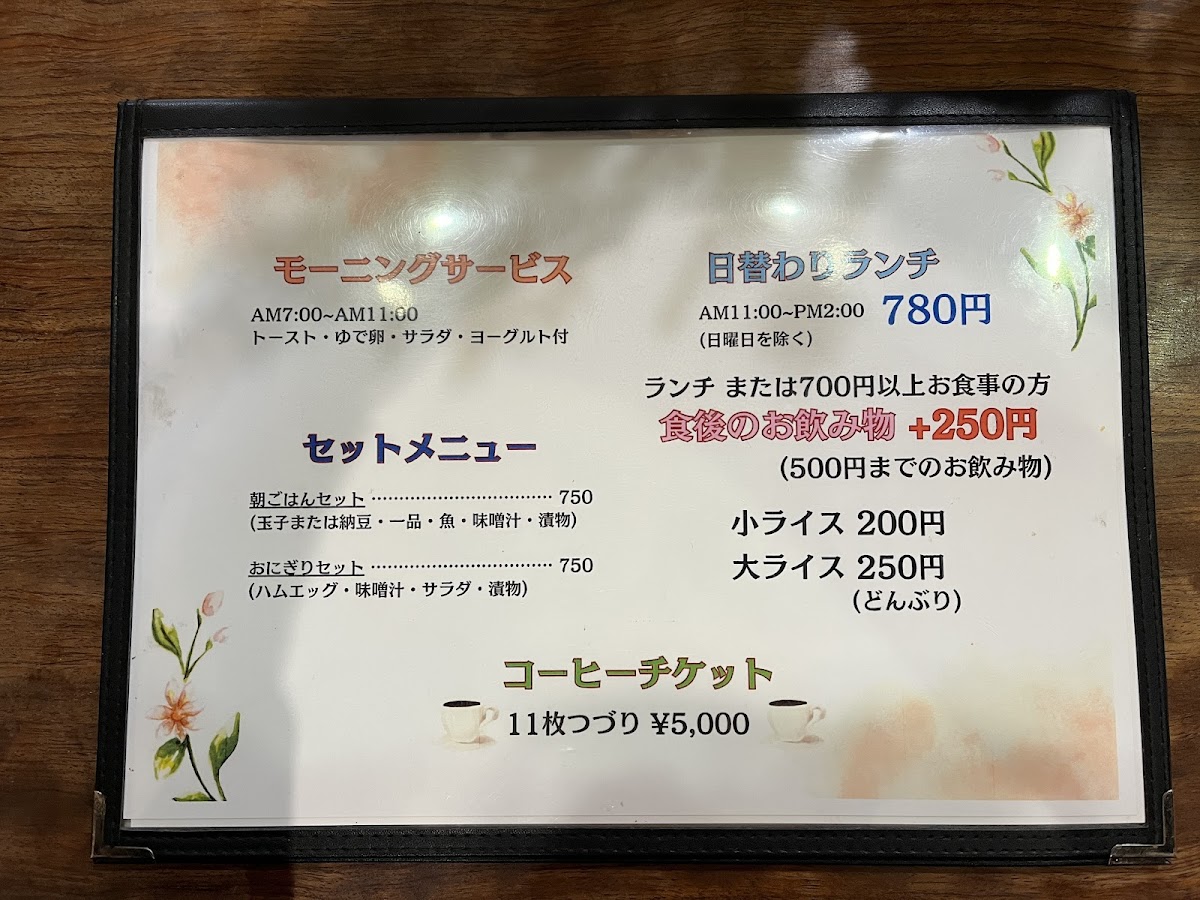 モーニングサービス
AM7:00~AM11:00
トースト・ゆで卵・サラダ・ヨーグルト付
セットメニュー
朝ごはんセット ································· 750
(玉子または納豆・一品・魚・味噌汁・漬物)
おにぎりセット ································· 750
(ハムエッグ・味噌汁・サラダ・漬物)
日替わりランチ
AM11:00~PM2:00 780円
(日曜日を除く)
ランチ または700円以上お食事の方
食後のお飲み物 +250円
(500円までのお飲み物)
小ライス 200円
大ライス 250円
(どんぶり)
コーヒーチケット
11枚つづり ¥5,000